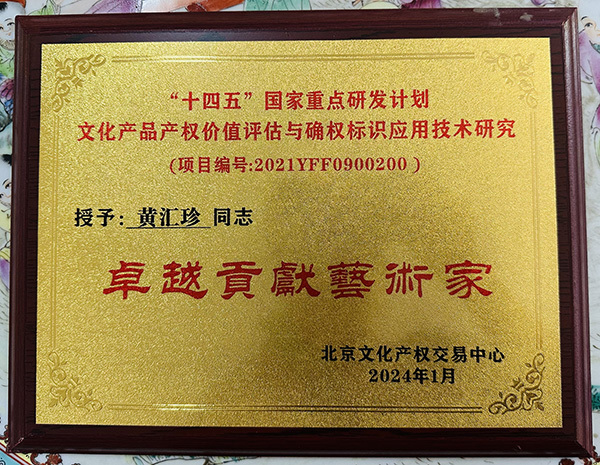 “十四五”国家重点研发计划
文化产品产权价值评估与确权标识应用技术研究
(项目编号:2021YFF0900200)
授予: 黄汇珍 同志
卓越貢獻藝術家
北京文化产权交易中心
2024年1月